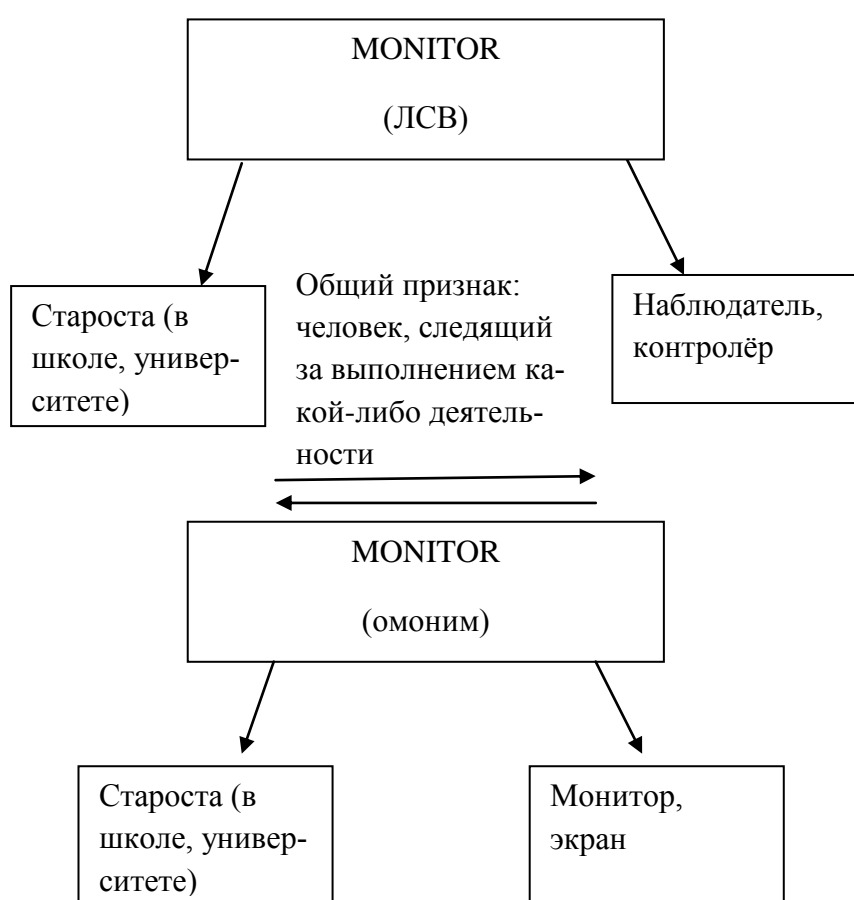 MONITOR
(ЛСВ)
Староста (в
школе, универ-
ситете)
Общий признак:
человек, следящий
за выполнением ка-
кой-либо деятель-
ности
Наблюдатель,
контролёр
MONITOR
(омоним)
Староста (в
школе, универ-
ситете)
Монитор,
экран